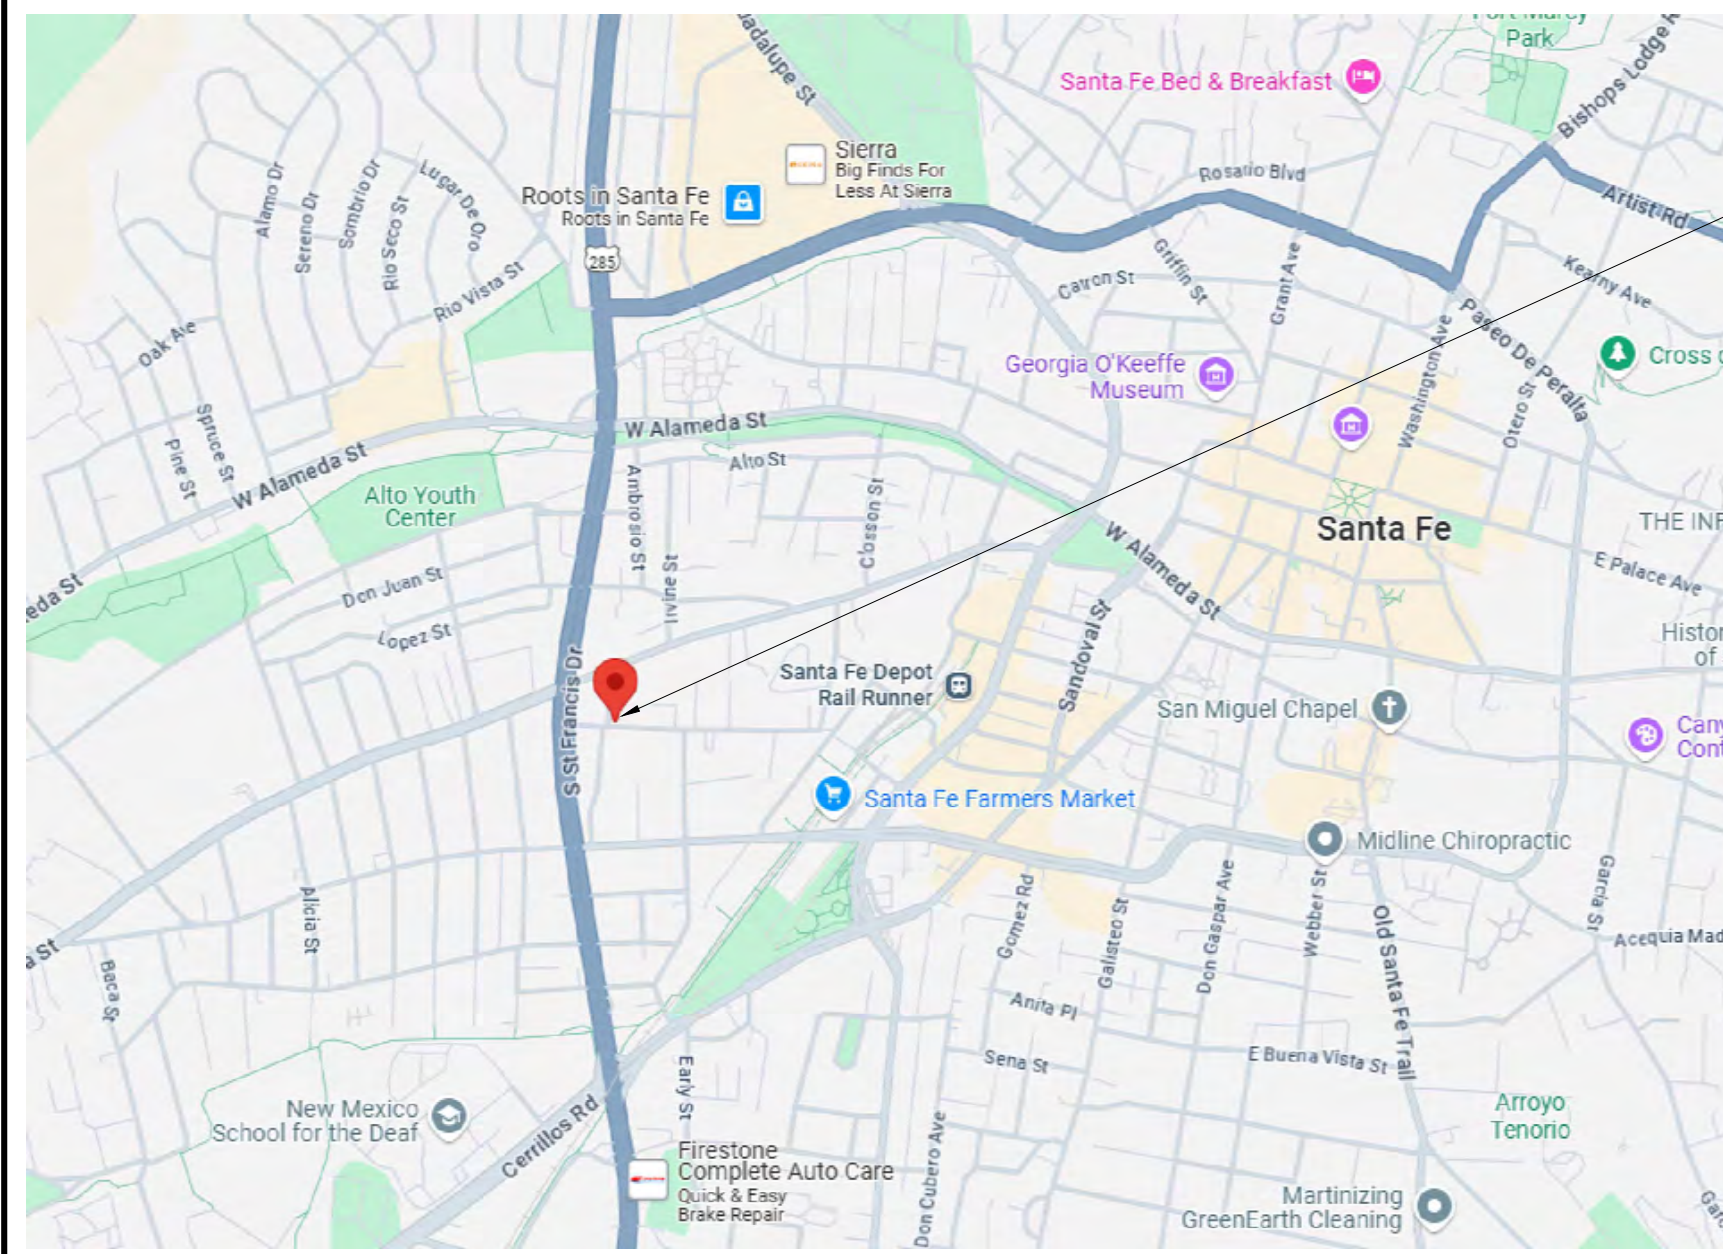 Fort Marcy
Park
Bishops Lodge R
uadalupe St
Santa Fe Bed & Breakfast
Sierra
Big Finds For
Less At Sierra
Rosario Blvd
Roots in Santa Fe
Roots in Santa Fe
Artist Rd
Alamo Dr
Sereno Dr
Sombrio Dr
Rio Seco St
Lugar De Oro
285
Rio Vista St
Griffin St
Catron St
Grant Ave
Kearny Ave
Oak Ave
Paseo De Peralta
Washington Ave
Otero St
Cross o
Georgia O'Keeffe
Museum
Spruce St
Pine St
W Alameda St
W Alameda St
Alto St
Alto Youth
Center
Ambrosio St
Closson St
Irvine St
Santa Fe
THE INF
W Alameda St
E Palace Ave
eda St
Don Juan St
Lopez St
Sandoval St
Histor
of
Santa Fe Depot
Rail Runner
San Miguel Chapel
S St Francis Dr
Cany
Cont
Santa Fe Farmers Market
Midline Chiropractic
Garcia St
Alicia St
Gomez Rd
Galisteo St
Don Gaspar Ave
Webber St
Old Santa Fe Trail
Acequia Mad
a St
Baca St
Anita Pl
Sena St
E Buena Vista St
Early St
New Mexico
School for the Deaf
Cerrillos Rd
Arroyo
Tenorio
Firestone
Complete Auto Care
Quick & Easy
Brake Repair
Don Cubero Ave
Martinizing
GreenEarth Cleaning